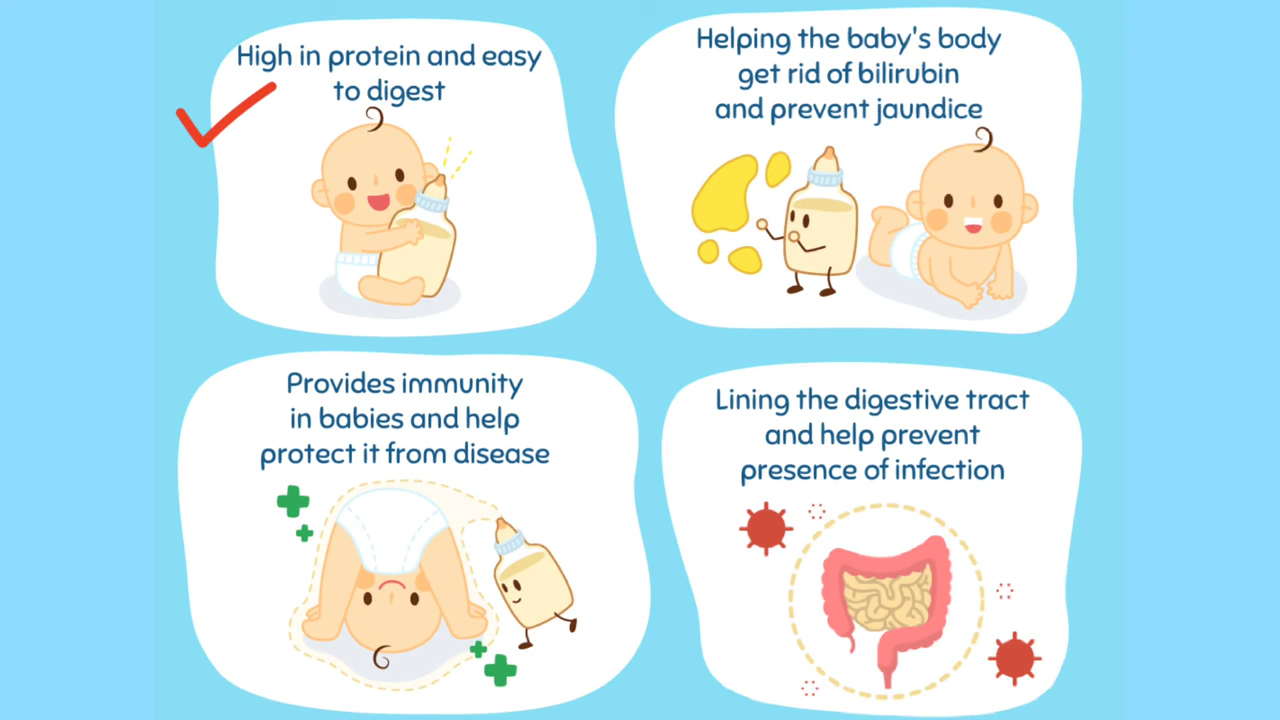 High in protein and easy
to digest
Helping the baby's body
get rid of bilirubin
and prevent jaundice
Provides immunity
in babies and help
protect it from disease
Lining the digestive tract
and help prevent
presence of infection